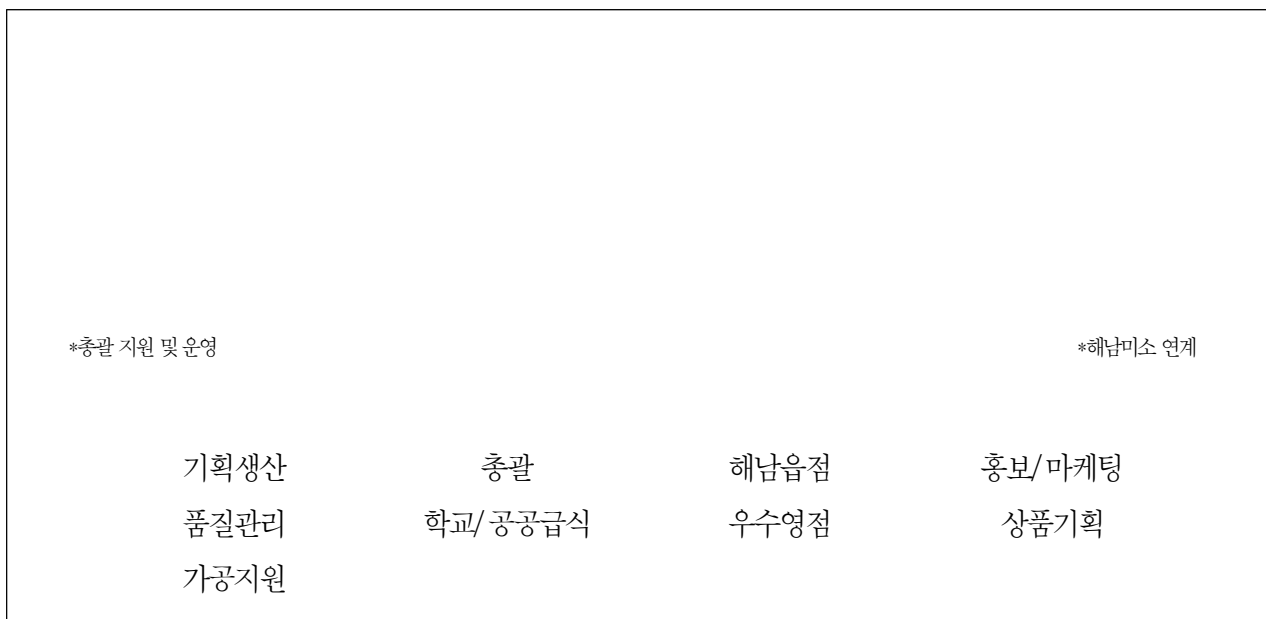 *총괄 지원 및 운영 *해남미소 연계
기획생산 총괄 해남읍점 홍보/마케팅
품질관리 학교/공공급식 우수영점 상품기획
가공지원